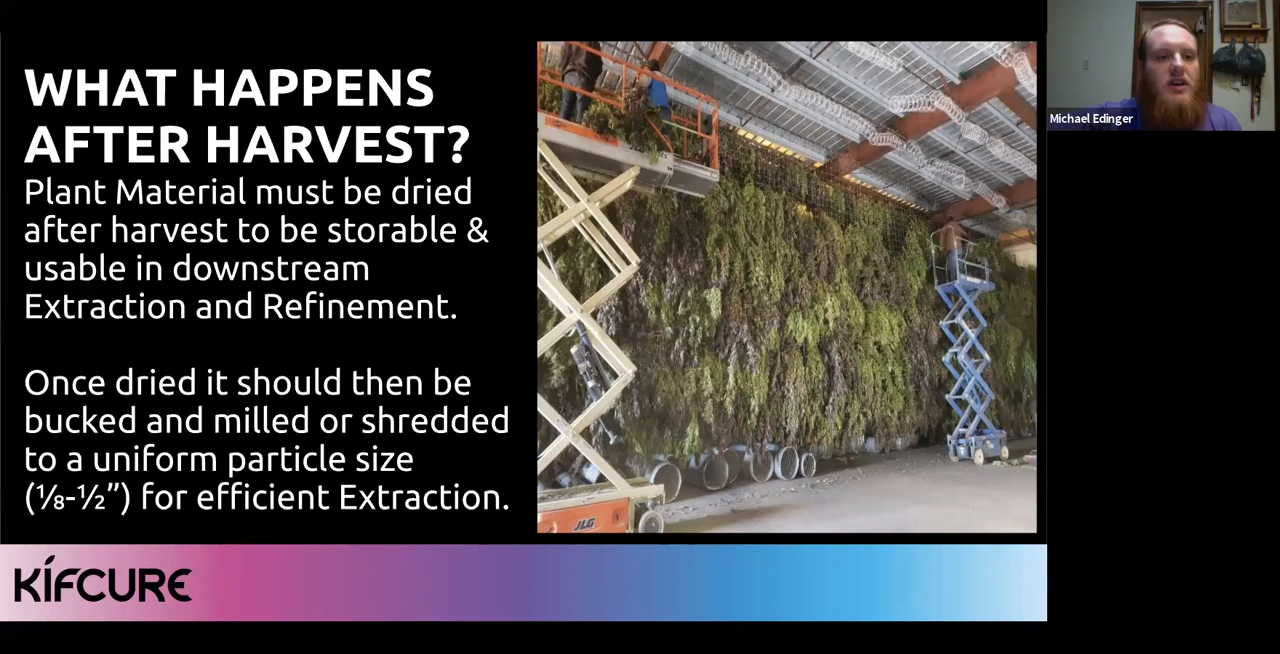 WHAT HAPPENS
AFTER HARVEST?
Plant Material must be dried
after harvest to be storable &
usable in downstream
Extraction and Refinement.
Once dried it should then be
bucked and milled or shredded
to a uniform particle size
(⅛-½”) for efficient Extraction.
JLG
KIFCURE
Michael Edinger